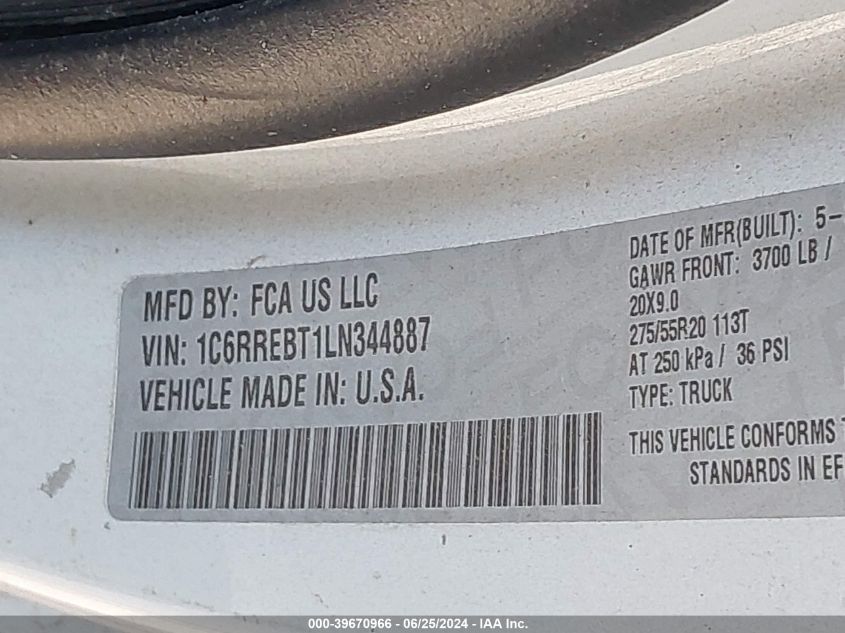 MFD BY: FCA US LLC
VIN: 1C6RREBT1LN344887
VEHICLE MADE IN: U.S.A.
DATE OF MFR(BUILT): 5-
GAWR FRONT: 3700 LB /
20X9.0
275/55R20 113T
AT 250 kPa / 36 PSI
TYPE: TRUCK
THIS VEHICLE CONFORMS
STANDARDS IN EF
000-39670966 - 06/25/2024 - IAA Inc.